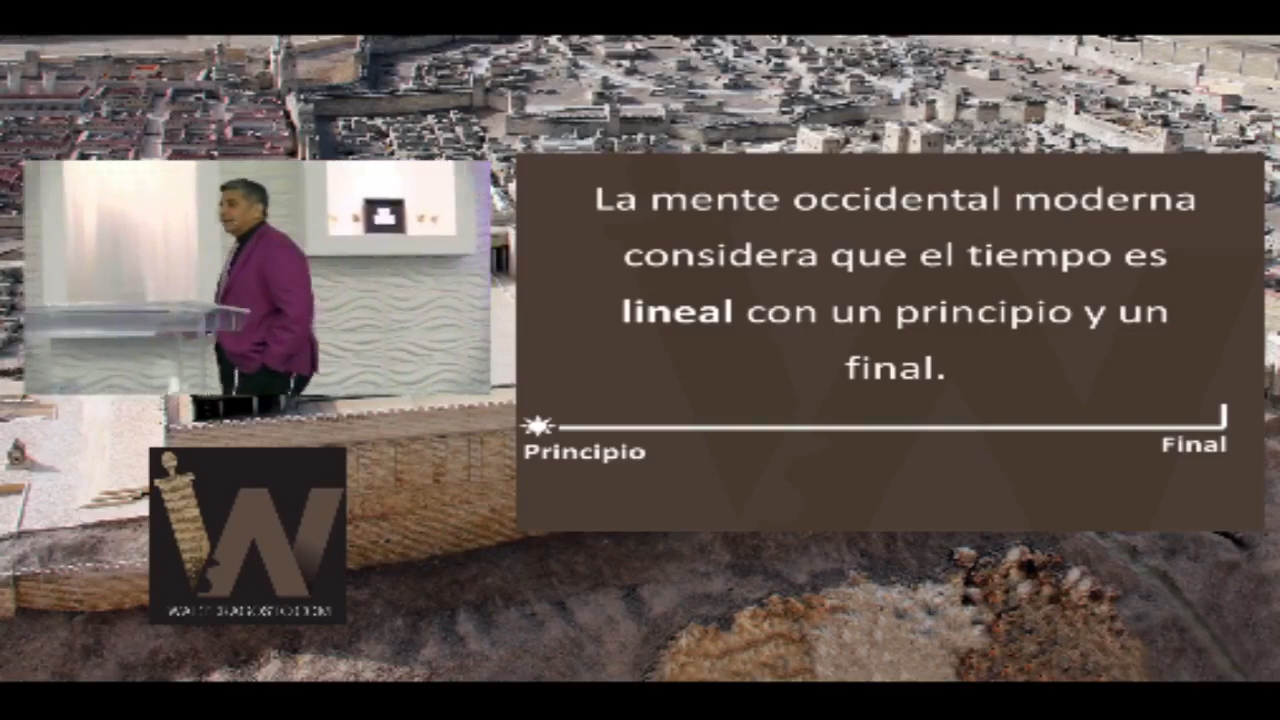 La mente occidental moderna
considera que el tiempo es
lineal con un principio y un
final.
Principio
Final
W